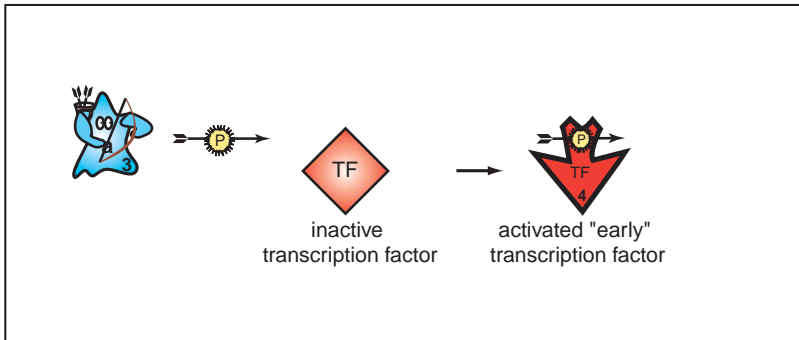 a
3
P
TF
P
TF
4
inactive
transcription factor
activated "early"
transcription factor